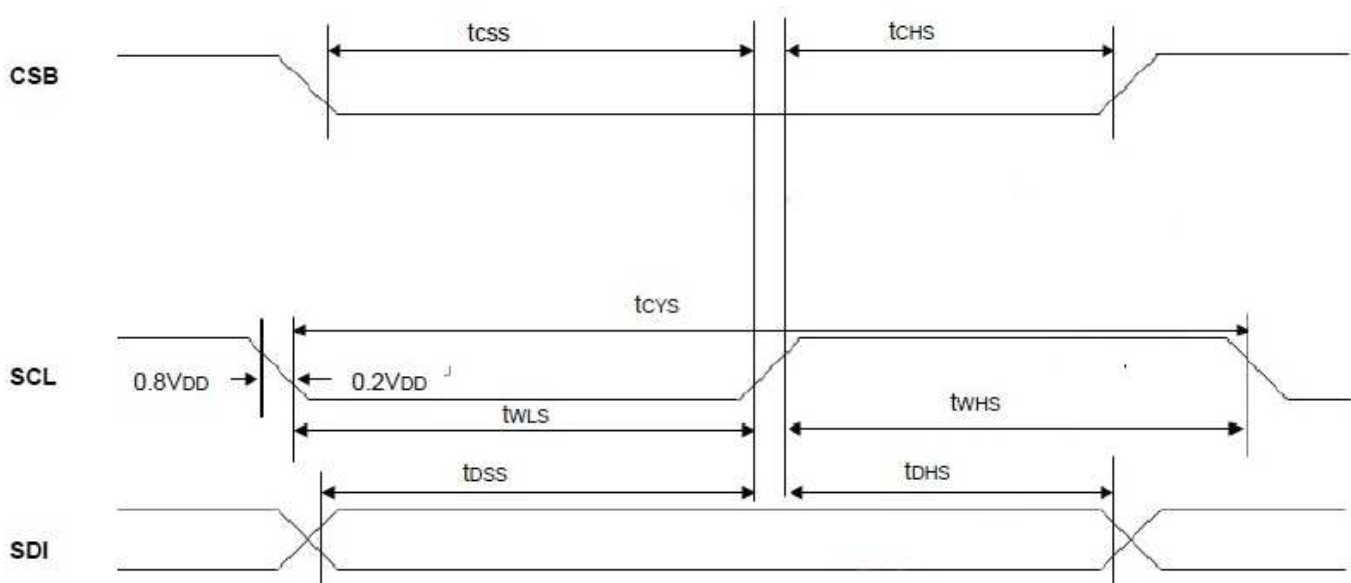 tCSS
tCHS
CSB
tCYS
SCL
0.8VDD
0.2VDD
tWLS
tWHS
tDSS
tDHS
SDI